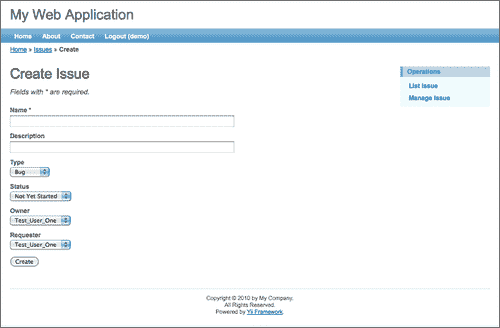 My Web Application
Home About Contact Logout (demo)
Home » Issues » Create
Create Issue
Fields with * are required.
Name *
Description
Type
Bug
Status
Not Yet Started
Owner
Test_User_One
Requester
Test_User_One
Create
Operations
List Issue
Manage Issue
Copyright © 2010 by My Company.
All Rights Reserved.
Powered by Yii Framework.